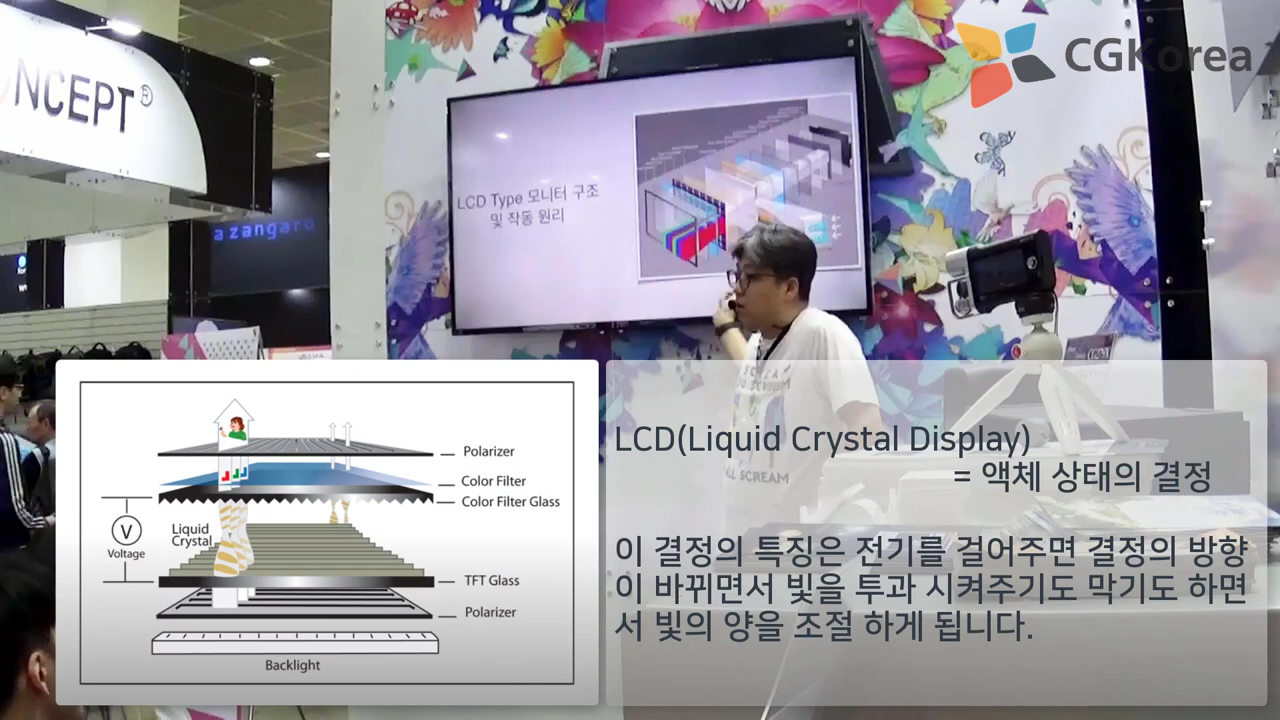 NCEPT®
CGKorea
LCD Type 모니터 구조
및 작동 원리
azangaro
Polarizer
Color Filter
Color Filter Glass
Liquid
Crystal
V
Voltage
TFT Glass
Polarizer
Backlight
LCD(Liquid Crystal Display)
= 액체 상태의 결정
이 결정의 특징은 전기를 걸어주면 결정의 방향
이 바뀌면서 빛을 투과 시켜주기도 막기도 하면
서 빛의 양을 조절 하게 됩니다.